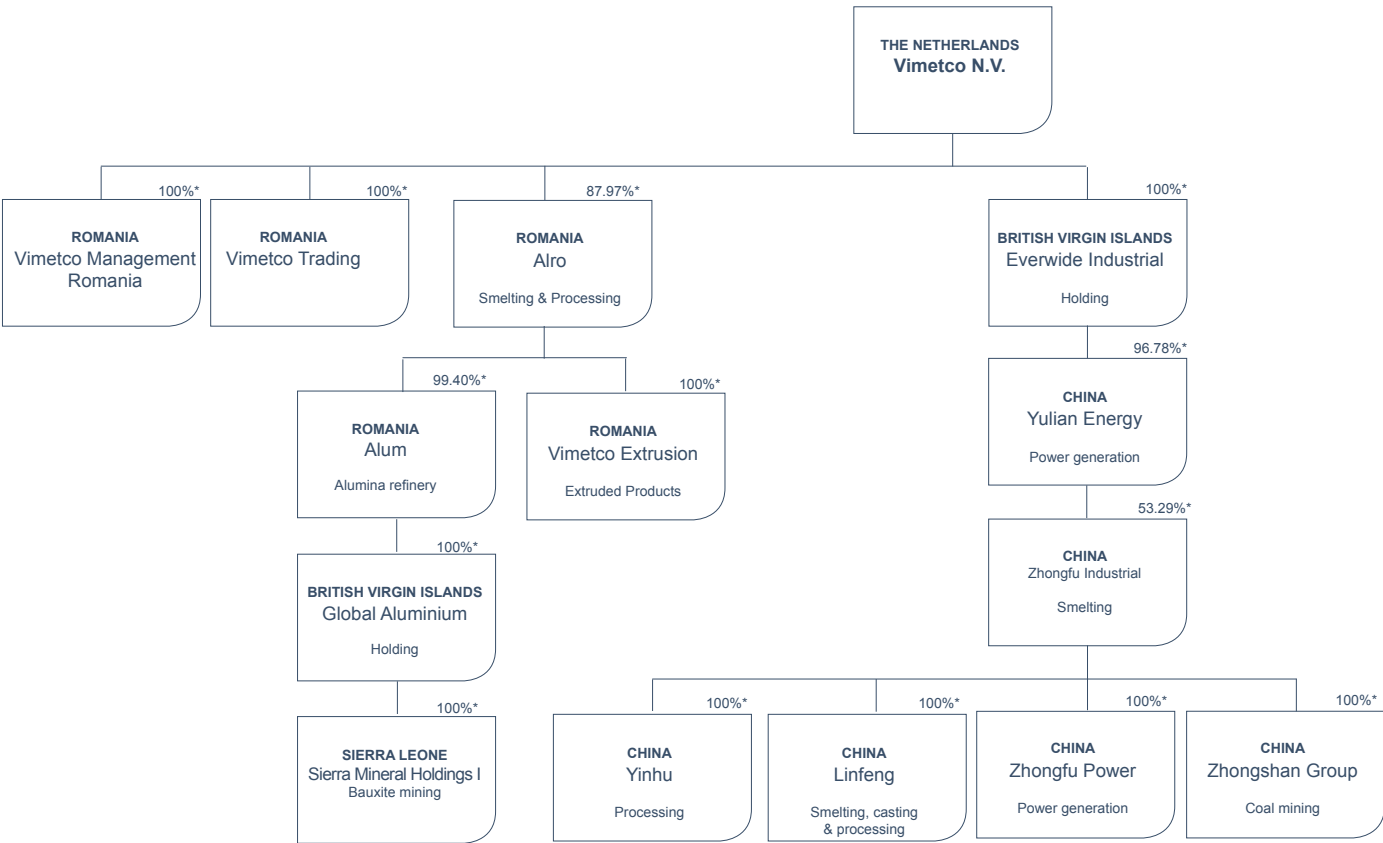 THE NETHERLANDS
Vimetco N.V.
100%*
ROMANIA
Vimetco Management
Romania
100%*
ROMANIA
Vimetco Trading
87.97%*
ROMANIA
Alro
Smelting & Processing
100%*
BRITISH VIRGIN ISLANDS
Everwide Industrial
Holding
99.40%*
ROMANIA
Alum
Alumina refinery
100%*
ROMANIA
Vimetco Extrusion
Extruded Products
96.78%*
CHINA
Yulian Energy
Power generation
100%*
BRITISH VIRGIN ISLANDS
Global Aluminium
Holding
53.29%*
CHINA
Zhongfu Industrial
Smelting
100%*
SIERRA LEONE
Sierra Mineral Holdings I
Bauxite mining
100%*
CHINA
Yinhu
Processing
100%*
CHINA
Linfeng
Smelting, casting
& processing
100%*
CHINA
Zhongfu Power
Power generation
100%*
CHINA
Zhongshan Group
Coal mining